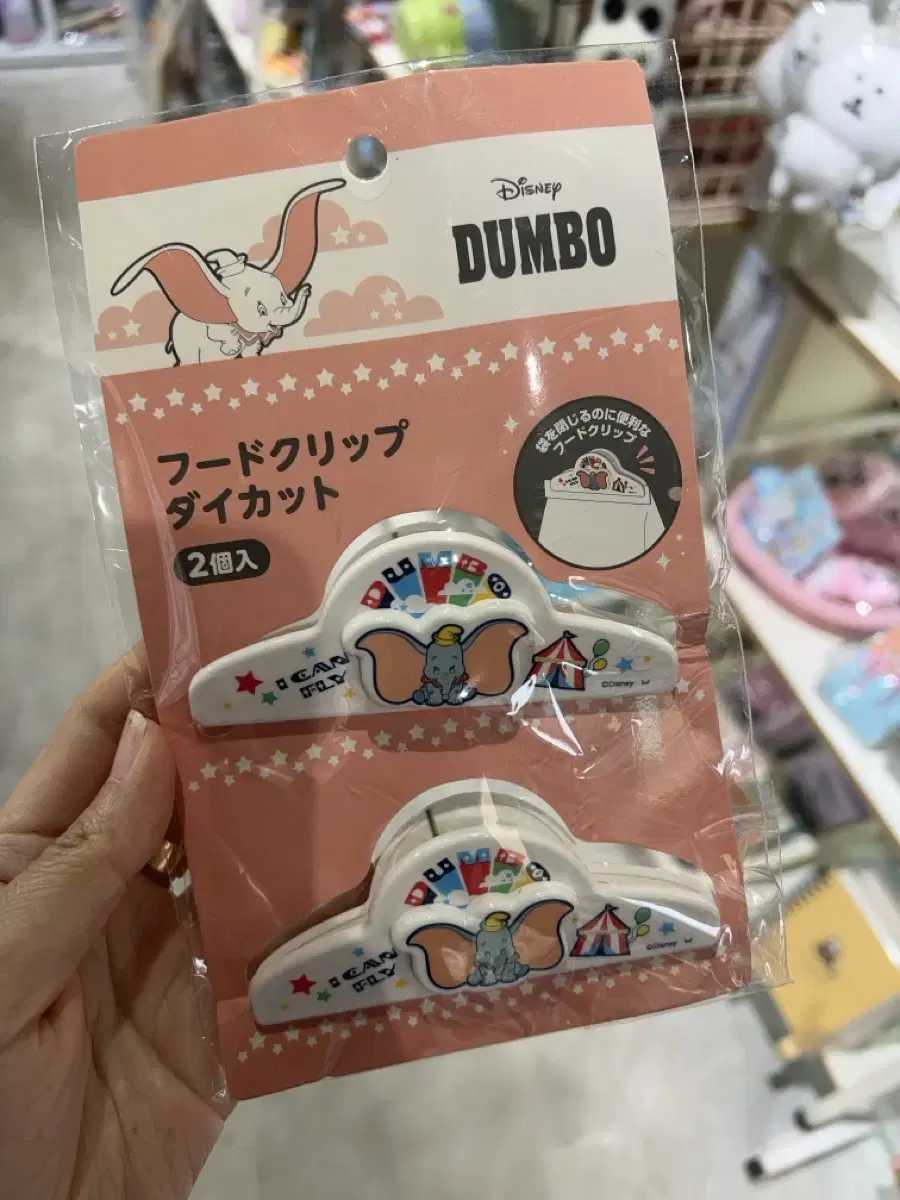 Disney
DUMBO
フードクリップ
ダイカット
2個入
袋を閉じるのに便利な
フードクリップ
DUMBO
I CAN
FLY
©Disney
DUMBO
I CAN
FLY
©Disney